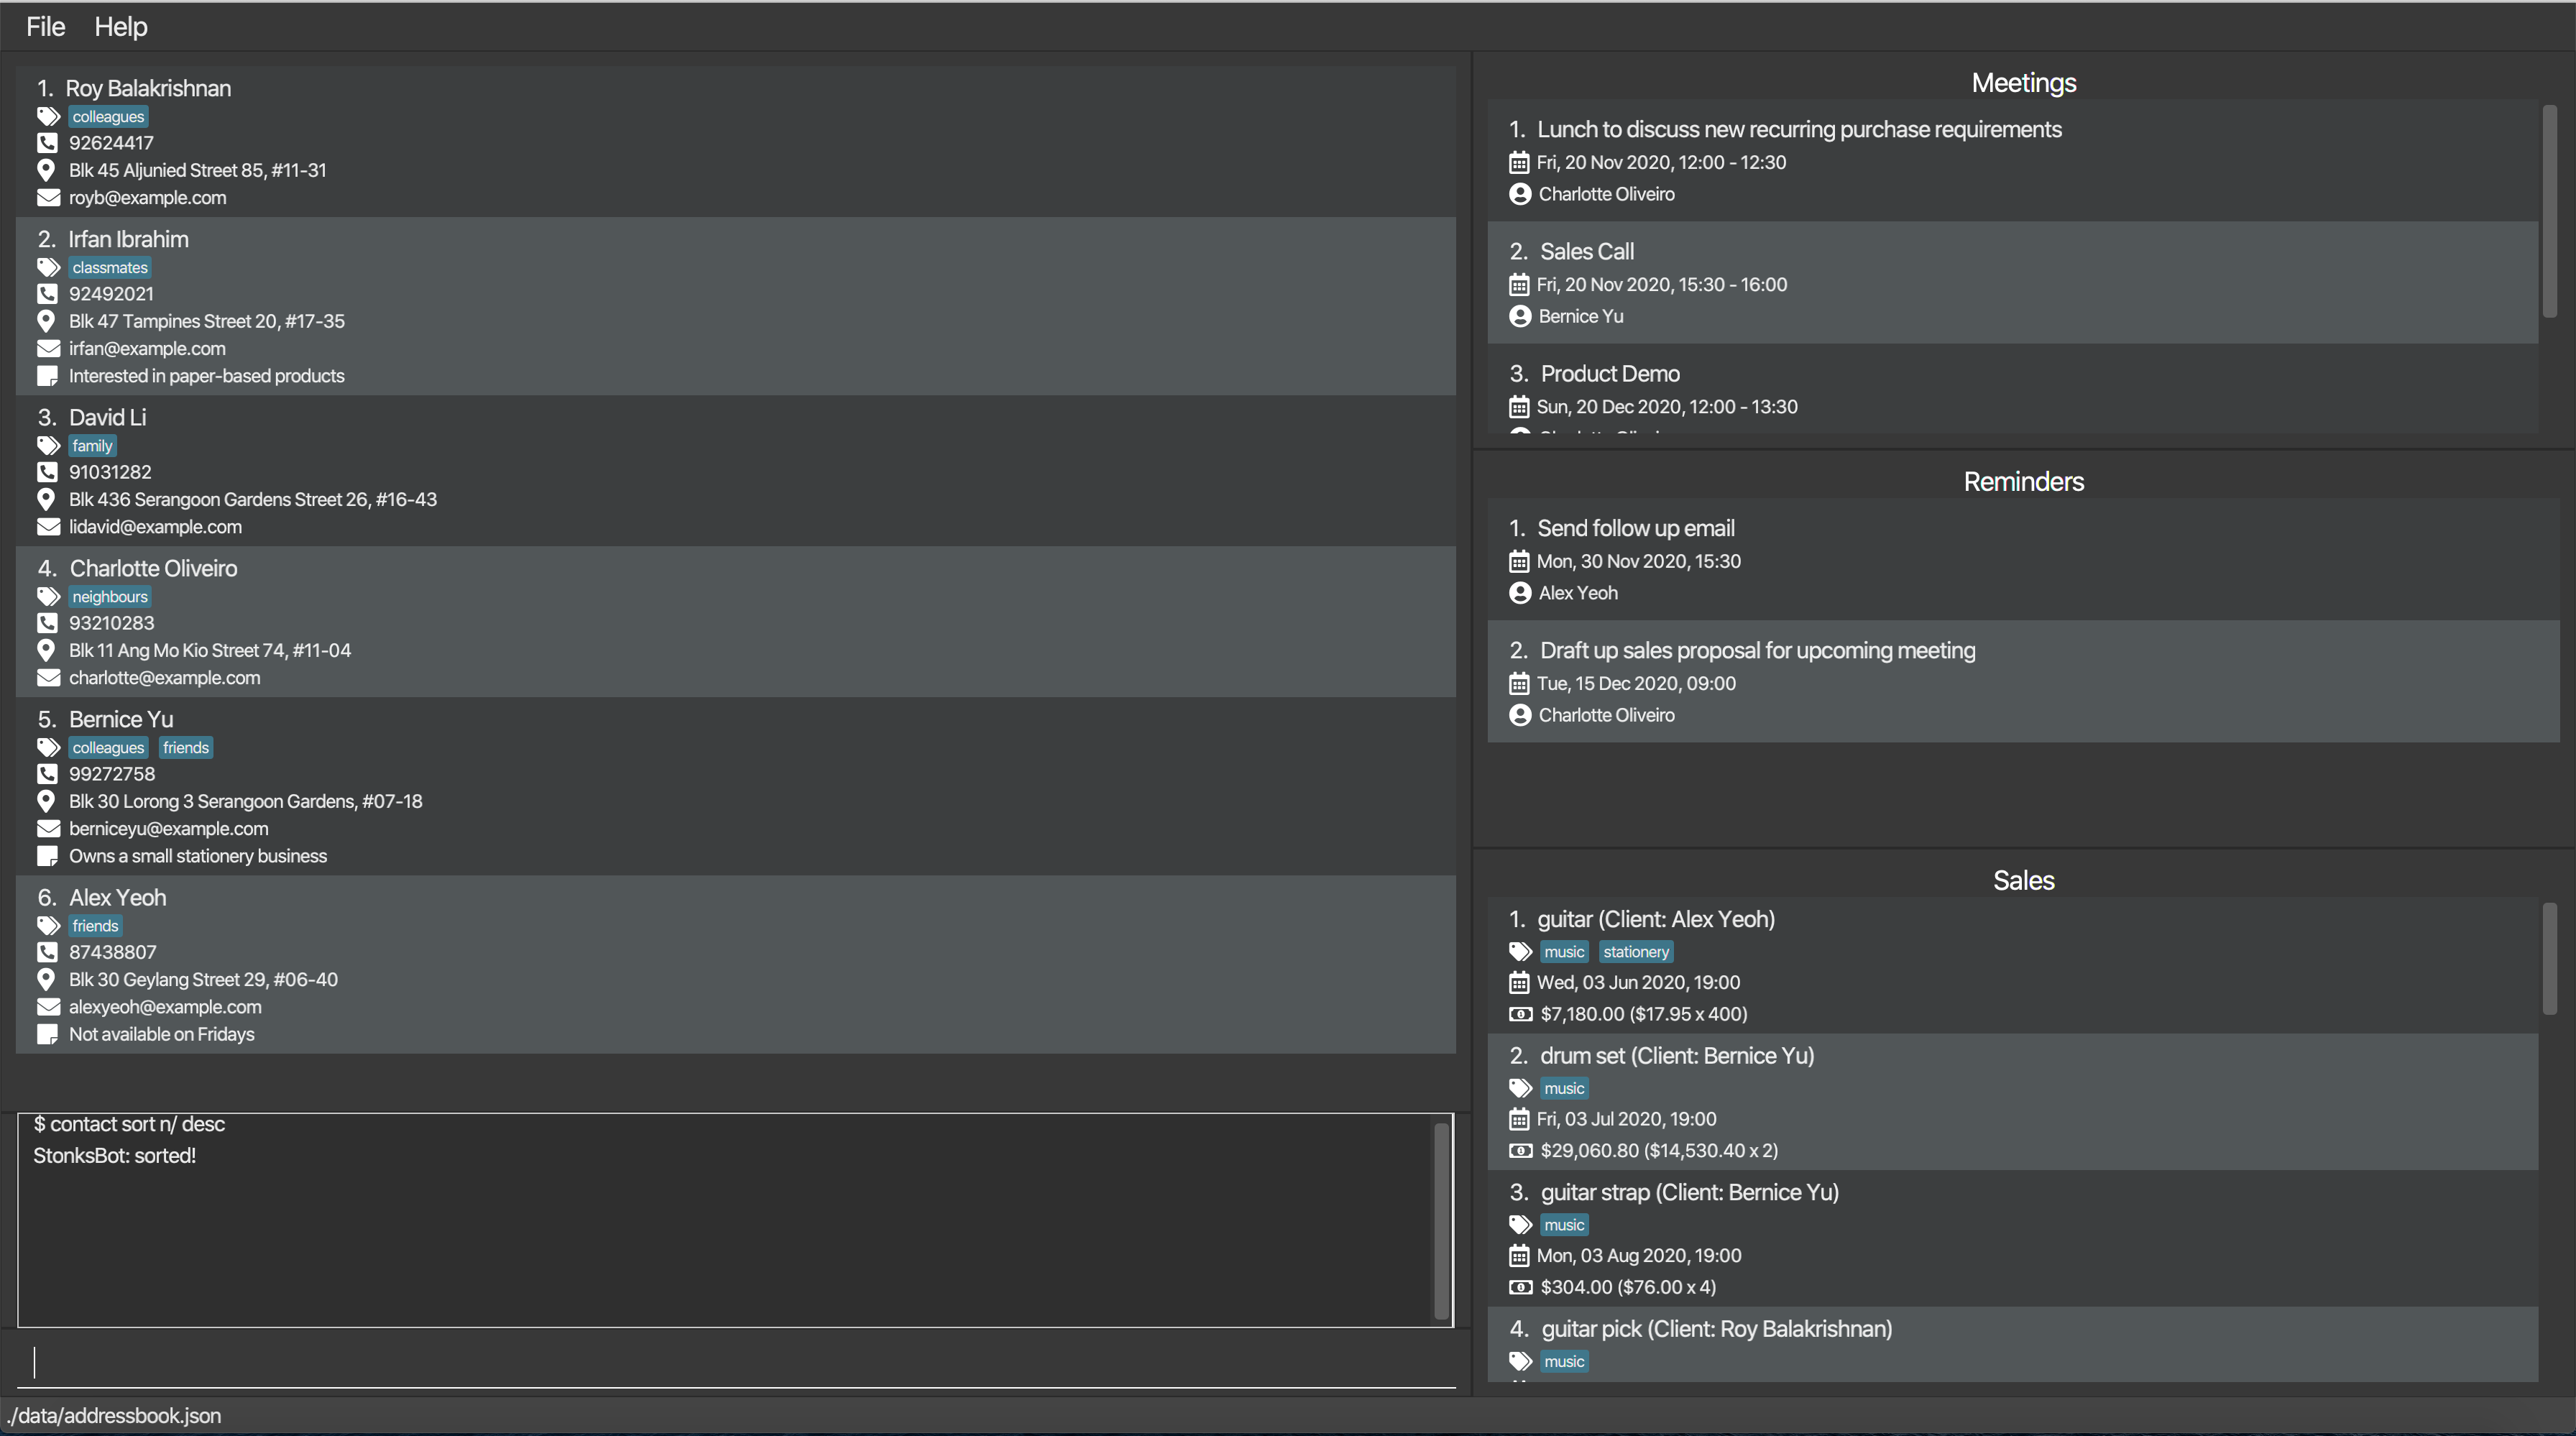 File Help
1. Roy Balakrishnan
colleagues
92624417
Blk 45 Aljunied Street 85, #11-31
royb@example.com
2. Irfan Ibrahim
classmates
92492021
Blk 47 Tampines Street 20, #17-35
irfan@example.com
Interested in paper-based products
3. David Li
family
91031282
Blk 436 Serangoon Gardens Street 26, #16-43
lidavid@example.com
4. Charlotte Oliveiro
neighbours
93210283
Blk 11 Ang Mo Kio Street 74, #11-04
charlotte@example.com
5. Bernice Yu
colleagues friends
99272758
Blk 30 Lorong 3 Serangoon Gardens, #07-18
berniceyu@example.com
Owns a small stationery business
6. Alex Yeoh
friends
87438807
Blk 30 Geylang Street 29, #06-40
alexyeoh@example.com
Not available on Fridays
$ contact sort n/ desc
StonksBot: sorted!
Meetings
1. Lunch to discuss new recurring purchase requirements
Fri, 20 Nov 2020, 12:00 - 12:30
Charlotte Oliveiro
2. Sales Call
Fri, 20 Nov 2020, 15:30 - 16:00
Bernice Yu
3. Product Demo
Sun, 20 Dec 2020, 12:00 - 13:30
Reminders
1. Send follow up email
Mon, 30 Nov 2020, 15:30
Alex Yeoh
2. Draft up sales proposal for upcoming meeting
Tue, 15 Dec 2020, 09:00
Charlotte Oliveiro
Sales
1. guitar (Client: Alex Yeoh)
music stationery
Wed, 03 Jun 2020, 19:00
$7,180.00 ($17.95 x 400)
2. drum set (Client: Bernice Yu)
music
Fri, 03 Jul 2020, 19:00
$29,060.80 ($14,530.40 x 2)
3. guitar strap (Client: Bernice Yu)
music
Mon, 03 Aug 2020, 19:00
$304.00 ($76.00 x 4)
4. guitar pick (Client: Roy Balakrishnan)
music
./data/addressbook.json